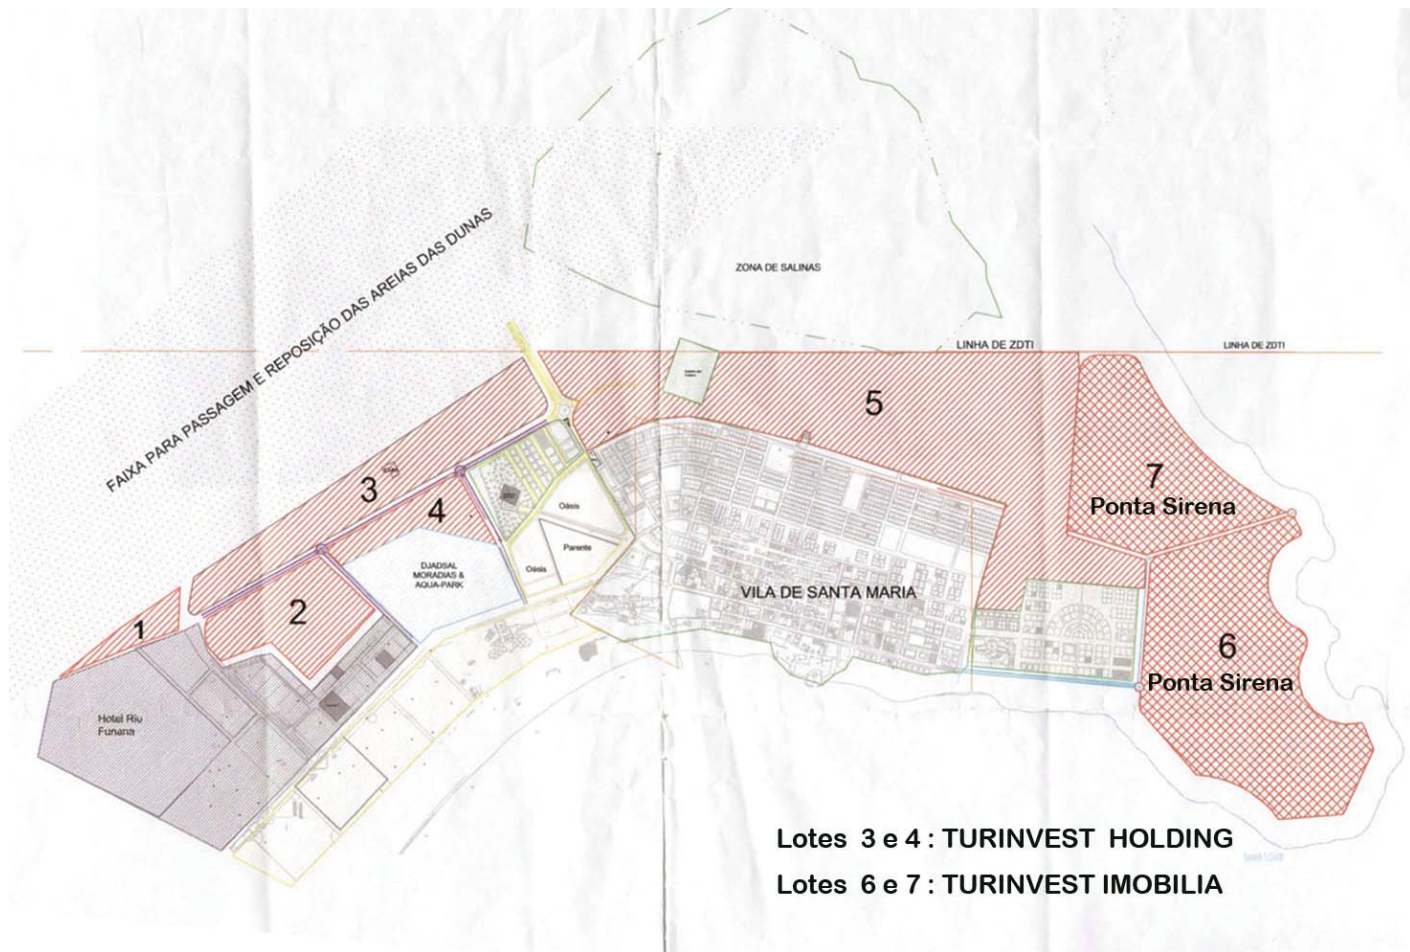 ZONA DE SALINAS
FAIXA PARA PASSAGEM E REPOSIÇÃO DAS AREIAS DAS DUNAS
LINHA DE ZDTI
LINHA DE ZDTI
5
7
Ponta Sirena
3
4
Oásis
Parente
Oásis
DJADSAL
MORADIAS &
AQUA-PARK
VILA DE SANTA MARIA
2
1
6
Ponta Sirena
Hotel Riu
Funana
Lotes 3 e 4 : TURINVEST HOLDING
Lotes 6 e 7 : TURINVEST IMOBILIA